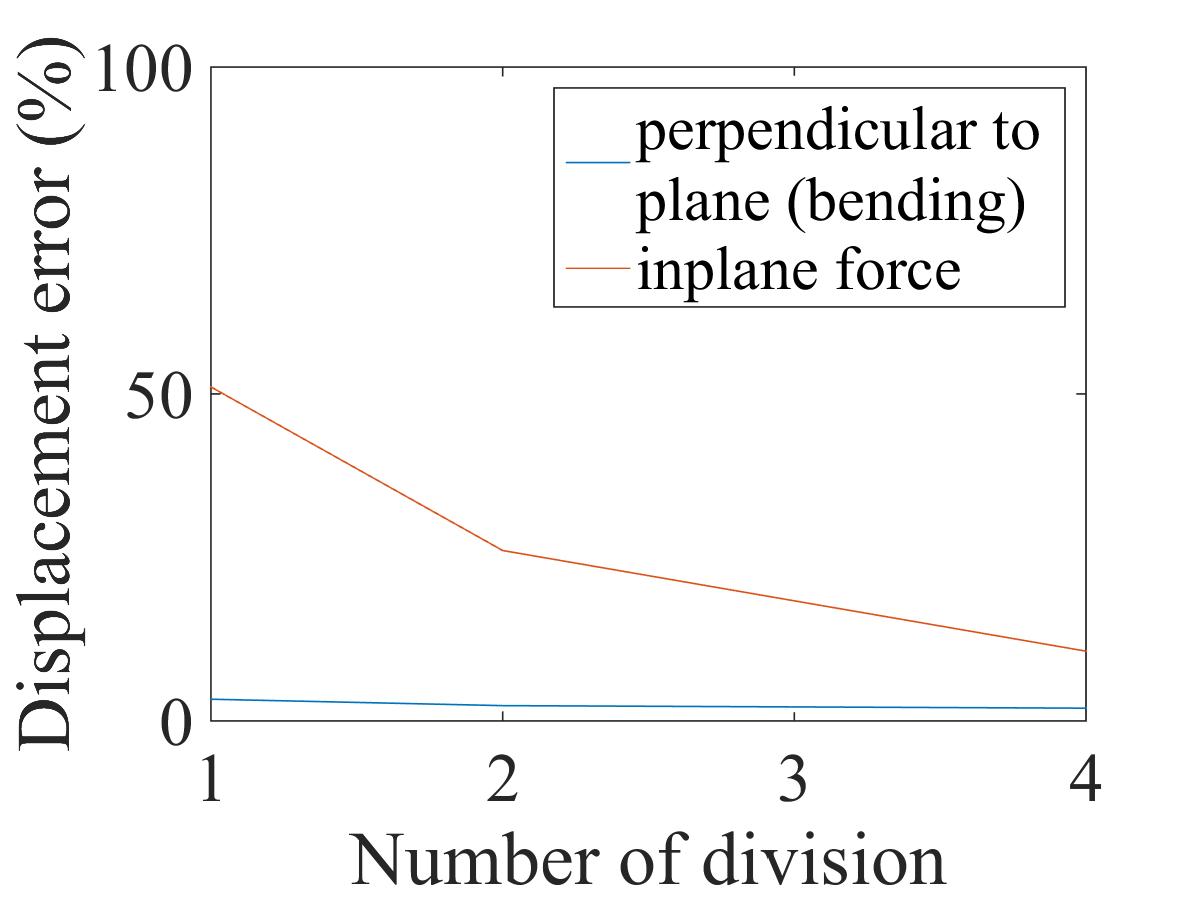 Displacement error (%)
100
50
0
perpendicular to
plane (bending)
inplane force
1 2 3 4
Number of division